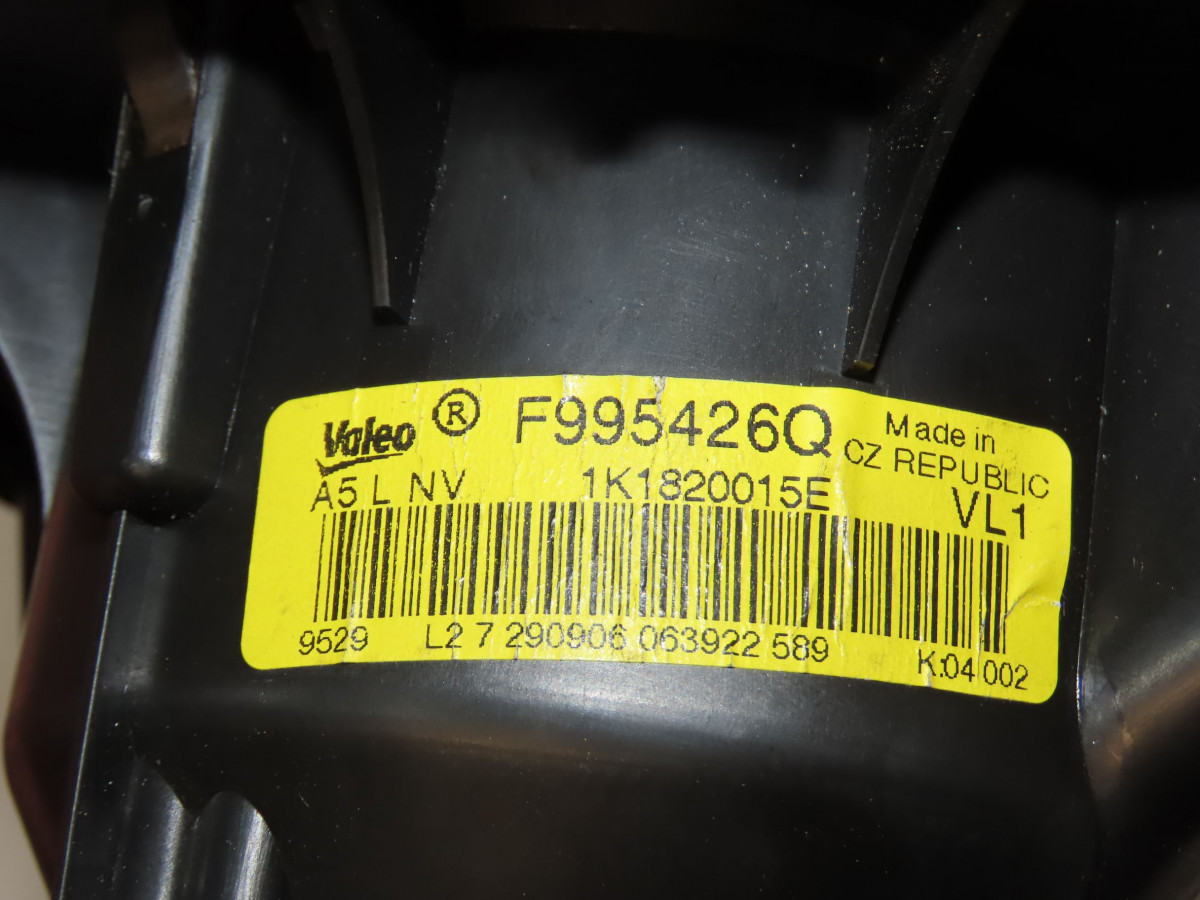 Valeo ® F995426Q Made in
CZ REPUBLIC
A5 L NV 1K1820015E VL1
9529 L2 7 290906 063922 589 K:04 002